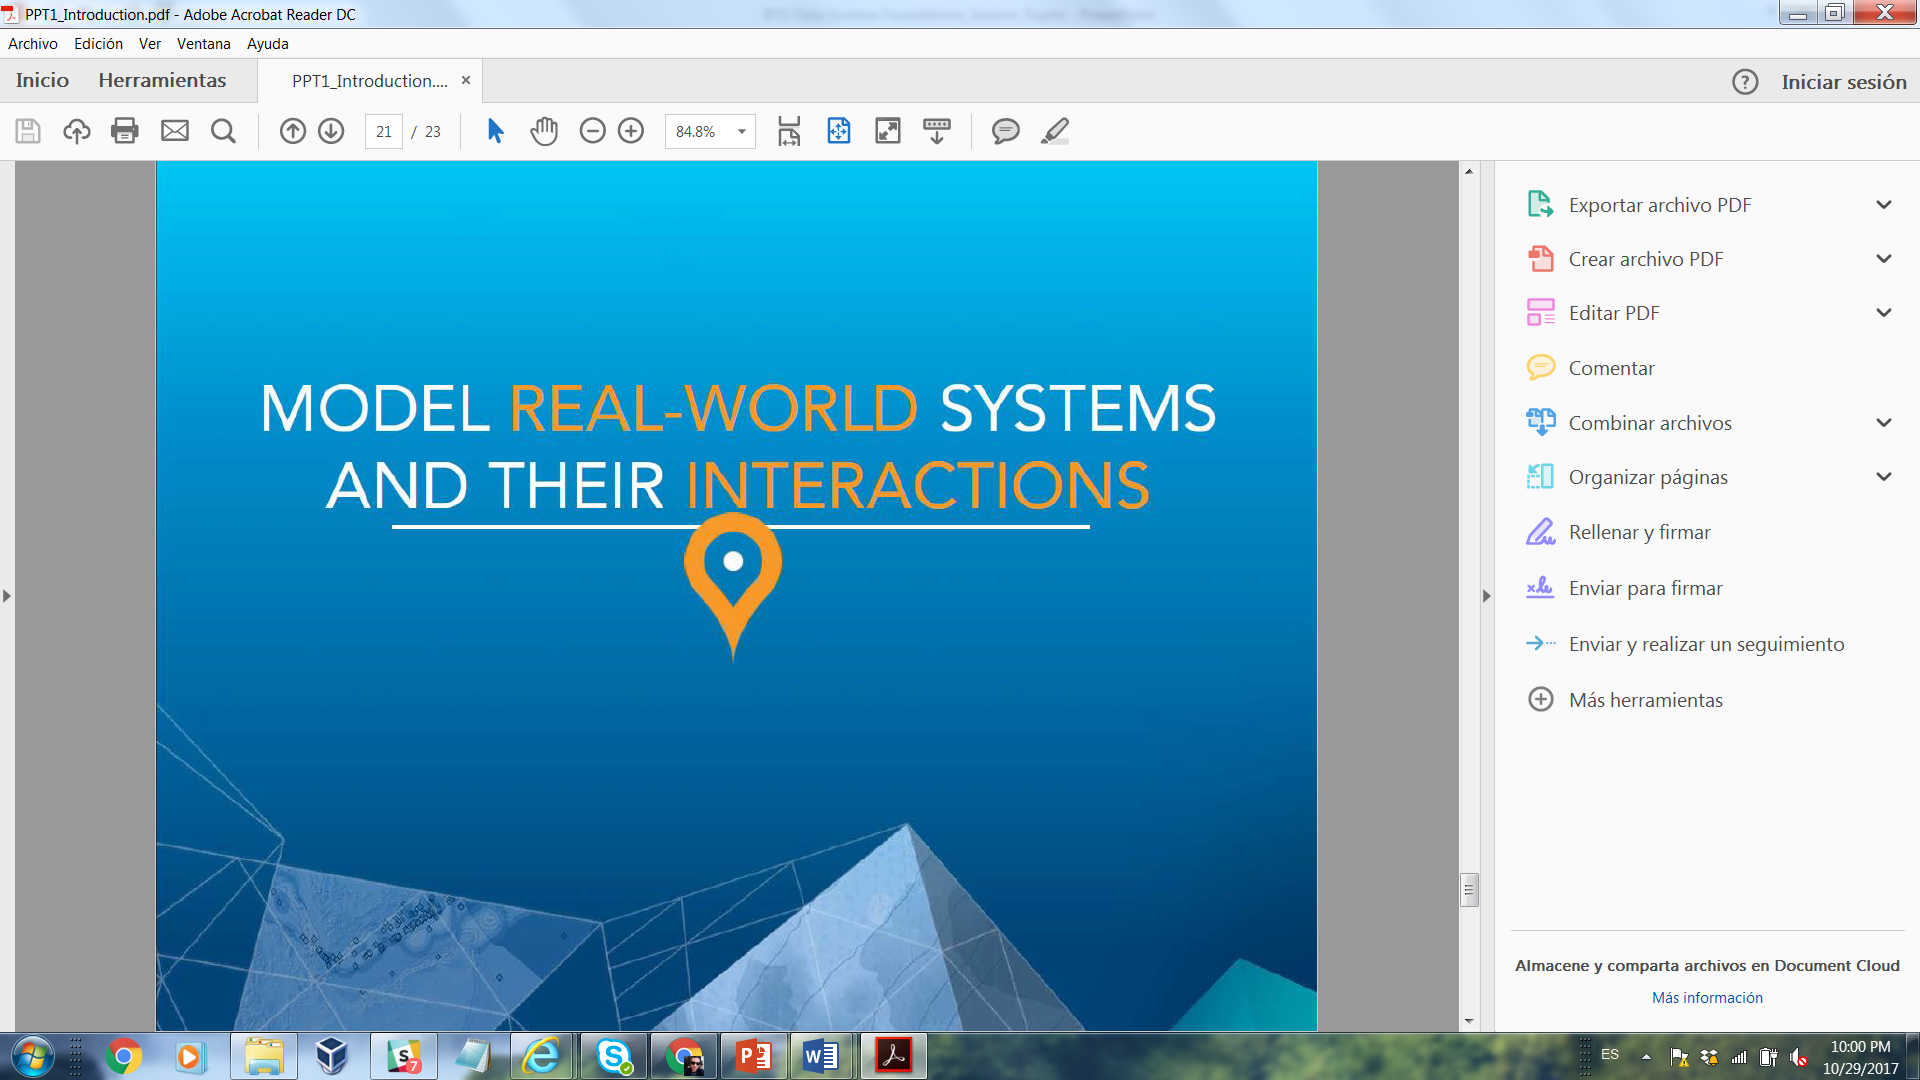 PPT1_Introduction.pdf - Adobe Acrobat Reader DC
Archivo Edición Ver Ventana Ayuda
Inicio Herramientas PPT1_Introduction.... × ? Iniciar sesión
21 / 23 84.8%
MODEL REAL-WORLD SYSTEMS
AND THEIR INTERACTIONS
Exportar archivo PDF
Crear archivo PDF
Editar PDF
Comentar
Combinar archivos
Organizar páginas
Rellenar y firmar
Enviar para firmar
Enviar y realizar un seguimiento
Más herramientas
Almacene y comparta archivos en Document Cloud
Más información
ES
10:00 PM
10/29/2017